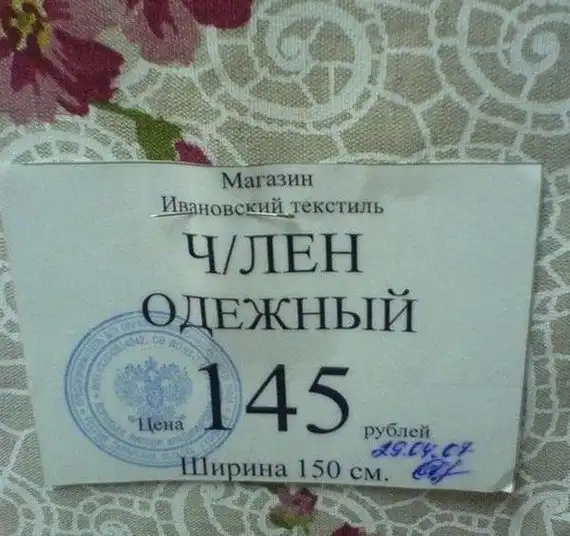 Магазин
Ивановский текстиль
Ч/ЛЕН
ОДЕЖНЫЙ
Цена 145 рублей
29.04.07
Ширина 150 см.